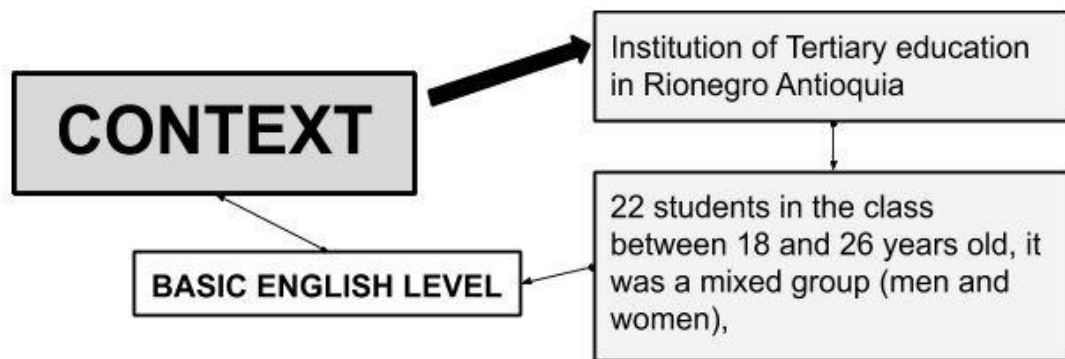 CONTEXT
Institution of Tertiary education
in Rionegro Antioquia
22 students in the class
between 18 and 26 years old, it
was a mixed group (men and
women),
BASIC ENGLISH LEVEL